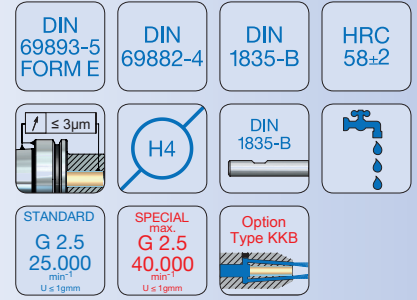 DIN
69893-5
FORM E
DIN
69882-4
DIN
1835-B
HRC
58±2
↗ ≤ 3µm
H4
DIN
1835-B
STANDARD
G 2.5
25.000
min⁻¹
U ≤ 1gmm
SPECIAL
max.
G 2.5
40.000
min⁻¹
U ≤ 1gmm
Option
Type KKB